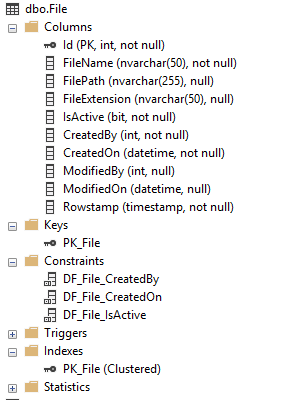 dbo.File
Columns
Id (PK, int, not null)
FileName (nvarchar(50), not null)
FilePath (nvarchar(255), null)
FileExtension (nvarchar(50), null)
IsActive (bit, not null)
CreatedBy (int, not null)
CreatedOn (datetime, not null)
ModifiedBy (int, null)
ModifiedOn (datetime, null)
Rowstamp (timestamp, not null)
Keys
PK_File
Constraints
DF_File_CreatedBy
DF_File_CreatedOn
DF_File_IsActive
Triggers
Indexes
PK_File (Clustered)
Statistics